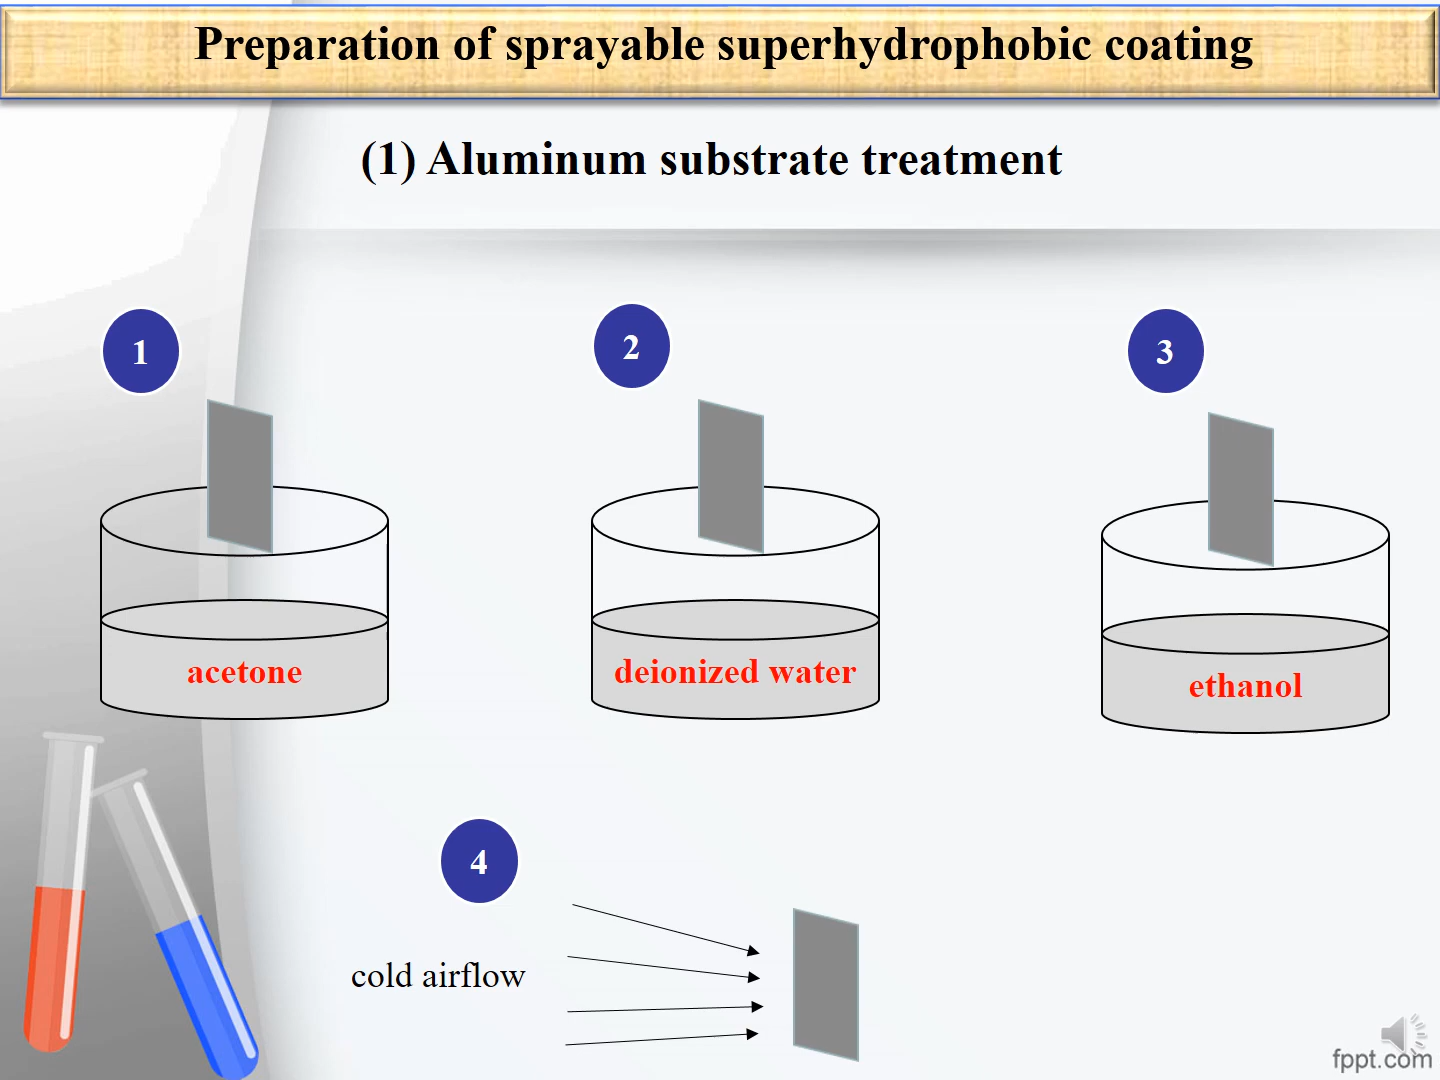 Preparation of sprayable superhydrophobic coating
(1) Aluminum substrate treatment
1
2
3
acetone
deionized water
ethanol
4
cold airflow
fppt.com